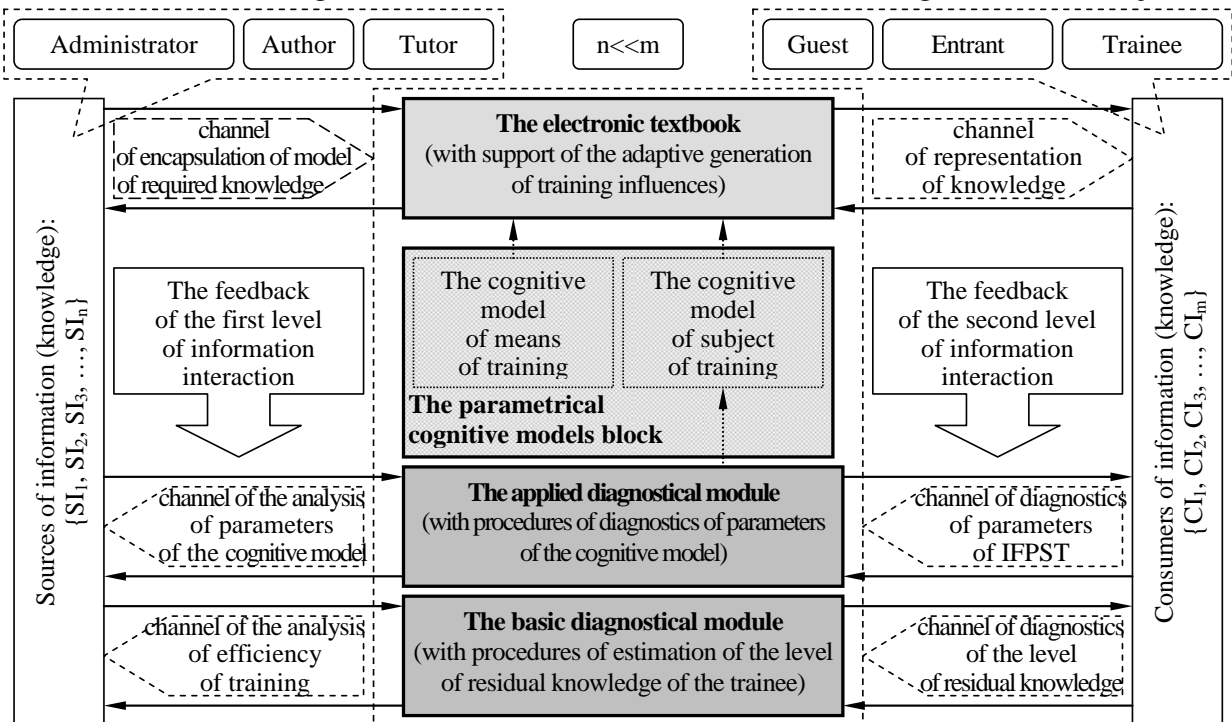 Administrator
Author
Tutor
n<<m
Guest
Entrant
Trainee
Sources of information (knowledge):
{SI1, SI2, SI3, …, SIn}
channel
of encapsulation of model
of required knowledge
The electronic textbook
(with support of the adaptive generation
of training influences)
channel
of representation
of knowledge
Consumers of information (knowledge):
{CI1, CI2, CI3, …, CIm}
The feedback
of the first level
of information
interaction
The cognitive
model
of means
of training
The cognitive
model
of subject
of training
The parametrical
cognitive models block
The feedback
of the second level
of information
interaction
channel of the analysis
of parameters
of the cognitive model
The applied diagnostical module
(with procedures of diagnostics of parameters
of the cognitive model)
channel of diagnostics
of parameters
of IFPST
channel of the analysis
of efficiency
of training
The basic diagnostical module
(with procedures of estimation of the level
of residual knowledge of the trainee)
channel of diagnostics
of the level
of residual knowledge